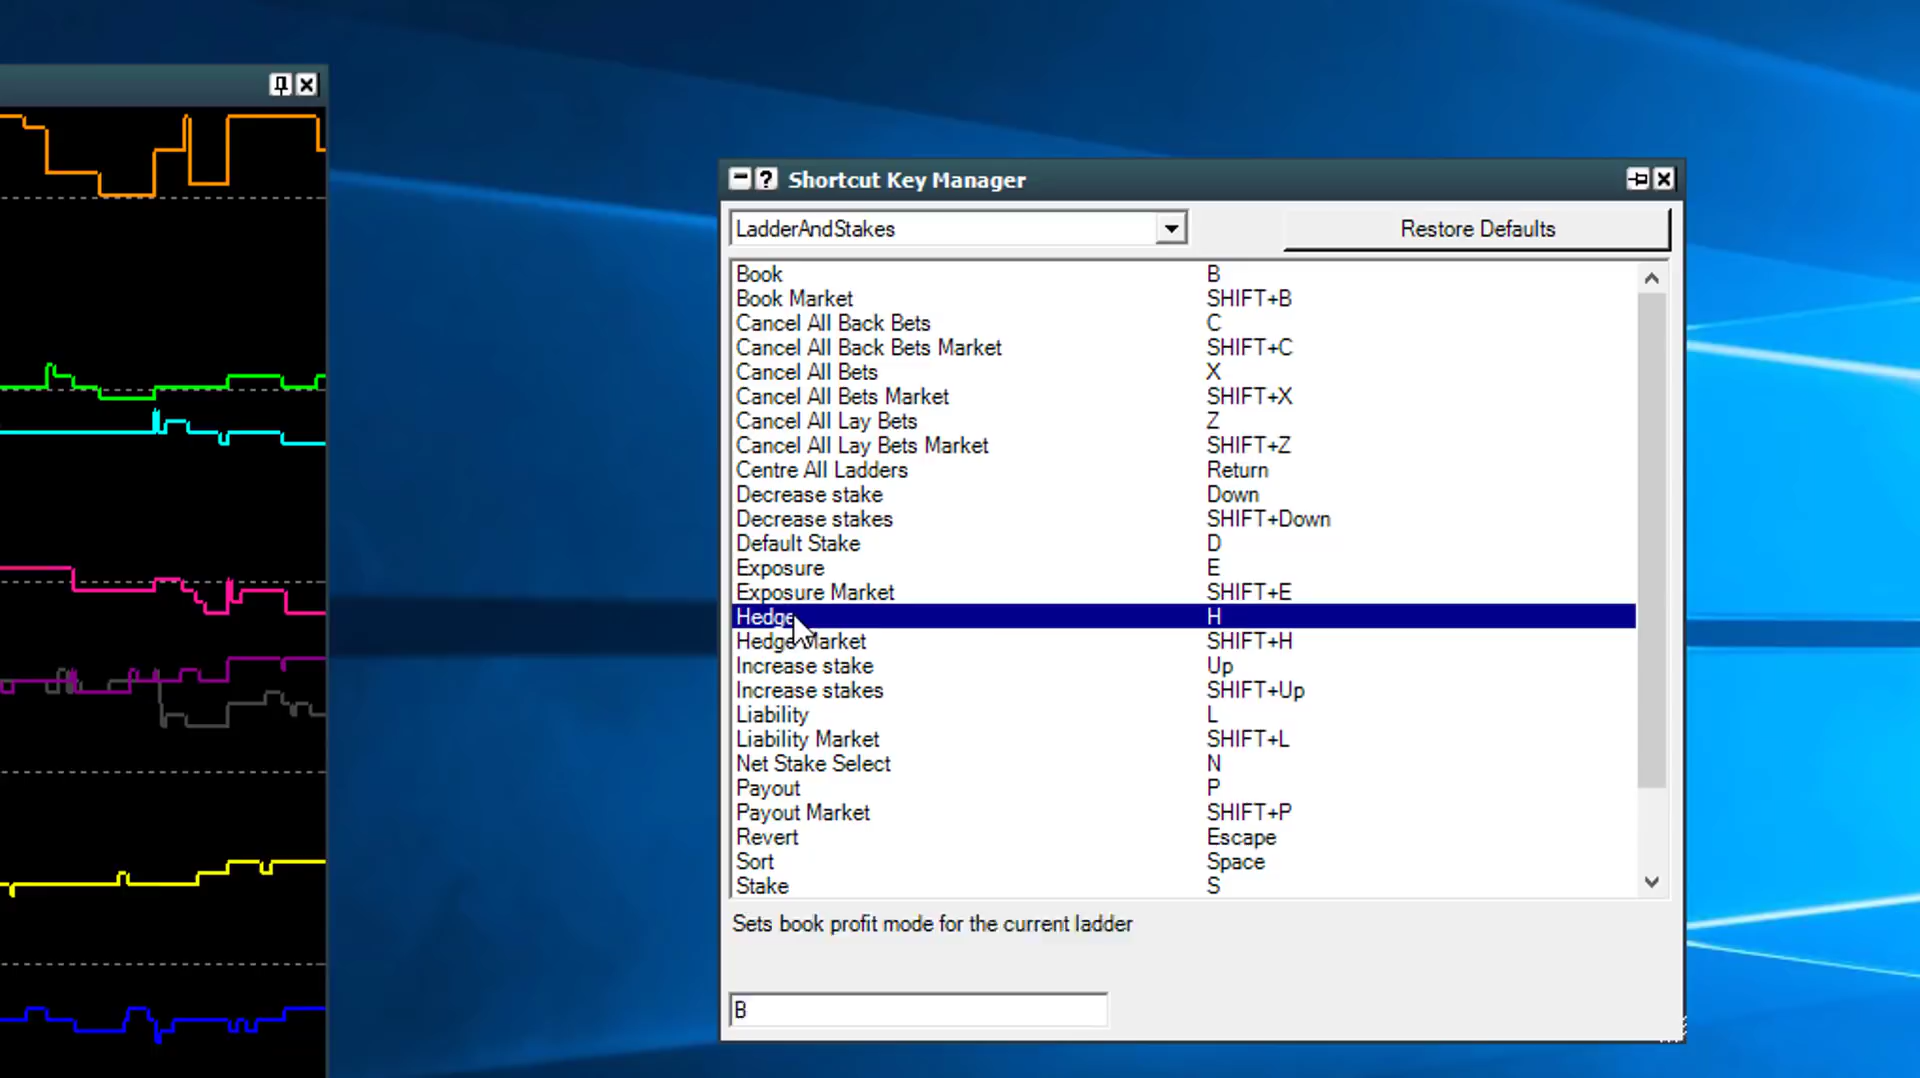 Shortcut Key Manager
LadderAndStakes
Restore Defaults
Book B
Book Market SHIFT+B
Cancel All Back Bets C
Cancel All Back Bets Market SHIFT+C
Cancel All Bets X
Cancel All Bets Market SHIFT+X
Cancel All Lay Bets Z
Cancel All Lay Bets Market SHIFT+Z
Centre All Ladders Return
Decrease stake Down
Decrease stakes SHIFT+Down
Default Stake D
Exposure E
Exposure Market SHIFT+E
Hedge H
Hedge Market SHIFT+H
Increase stake Up
Increase stakes SHIFT+Up
Liability L
Liability Market SHIFT+L
Net Stake Select N
Payout P
Payout Market SHIFT+P
Revert Escape
Sort Space
Stake S
Sets book profit mode for the current ladder
B